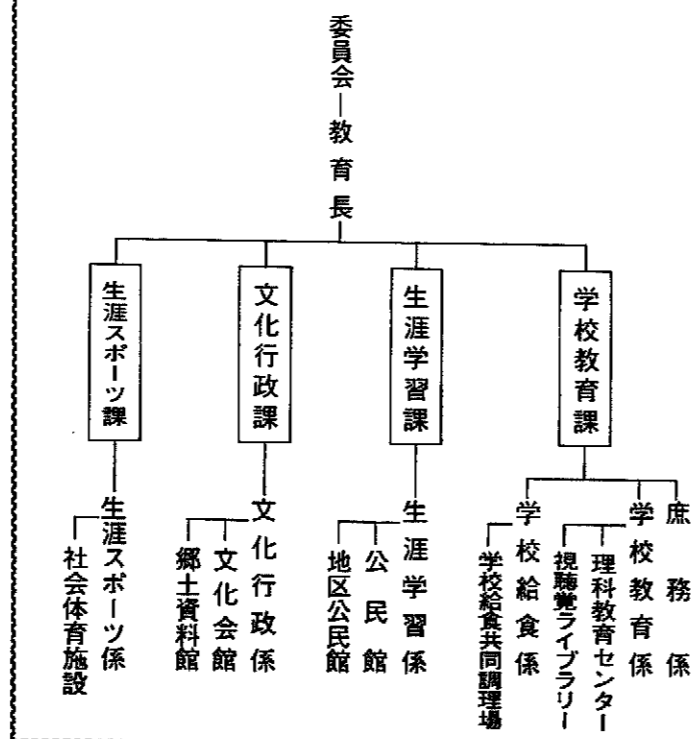 委員会―教育長
学校教育課
庶務係
学校教育係
理科教育センター
視聴覚ライブラリー
学校給食係
学校給食共同調理場
生涯学習課
生涯学習係
公民館
地区公民館
文化行政課
文化行政係
文化会館
郷土資料館
生涯スポーツ課
生涯スポーツ係
社会体育施設